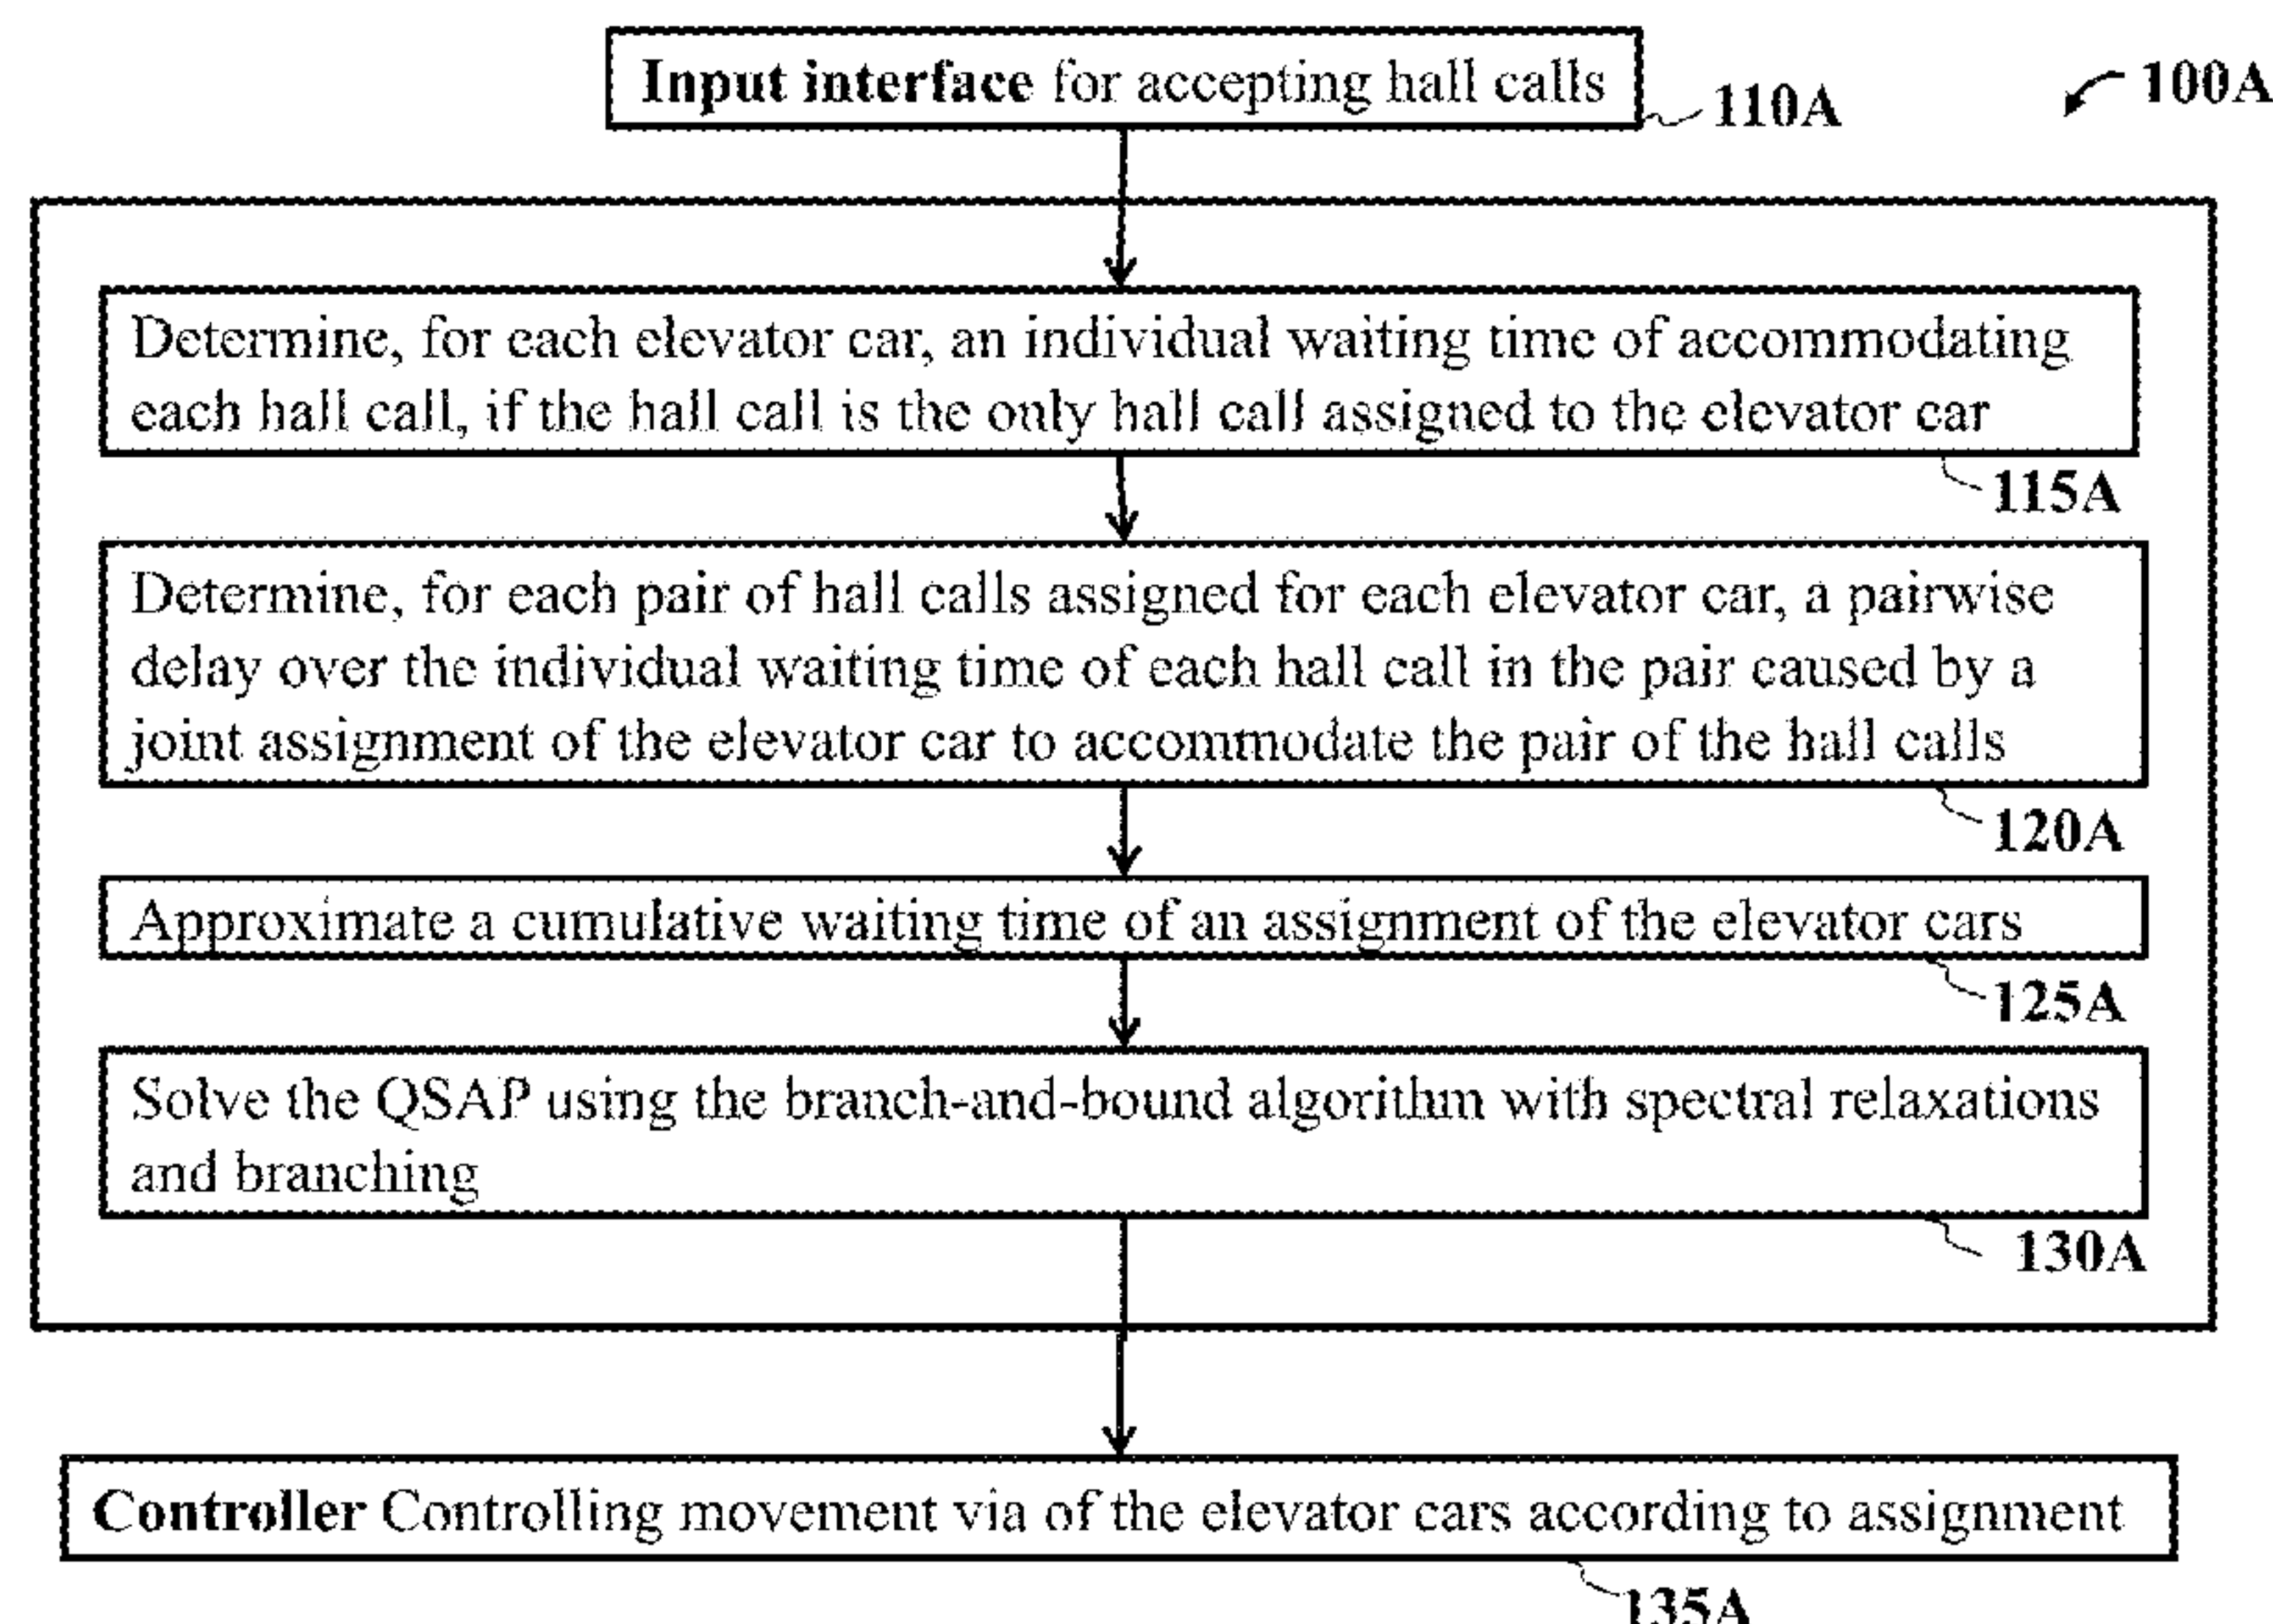 Input interface for accepting hall calls
110A
100A
Determine, for each elevator car, an individual waiting time of accommodating
each hall call, if the hall call is the only hall call assigned to the elevator car
115A
Determine, for each pair of hall calls assigned for each elevator car, a pairwise
delay over the individual waiting time of each hall call in the pair caused by a
joint assignment of the elevator car to accommodate the pair of the hall calls
120A
Approximate a cumulative waiting time of an assignment of the elevator cars
125A
Solve the QSAP using the branch-and-bound algorithm with spectral relaxations
and branching
130A
Controller Controlling movement via of the elevator cars according to assignment
135A